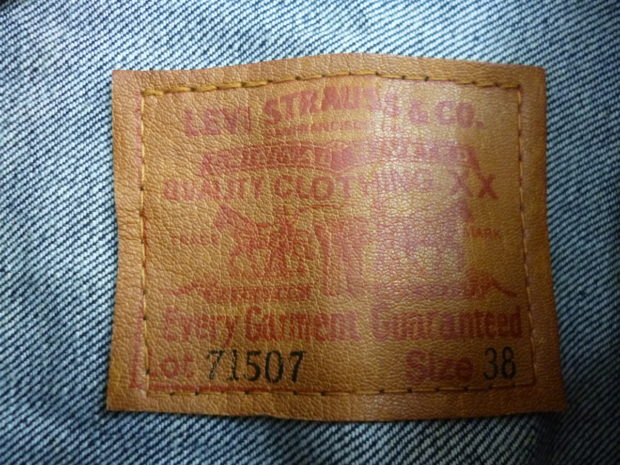 LEVI STRAUSS & CO.
QUALITY CLOTHING XX
TRADE MARK
Every Garment Guaranteed
Lot 71507 Size 38